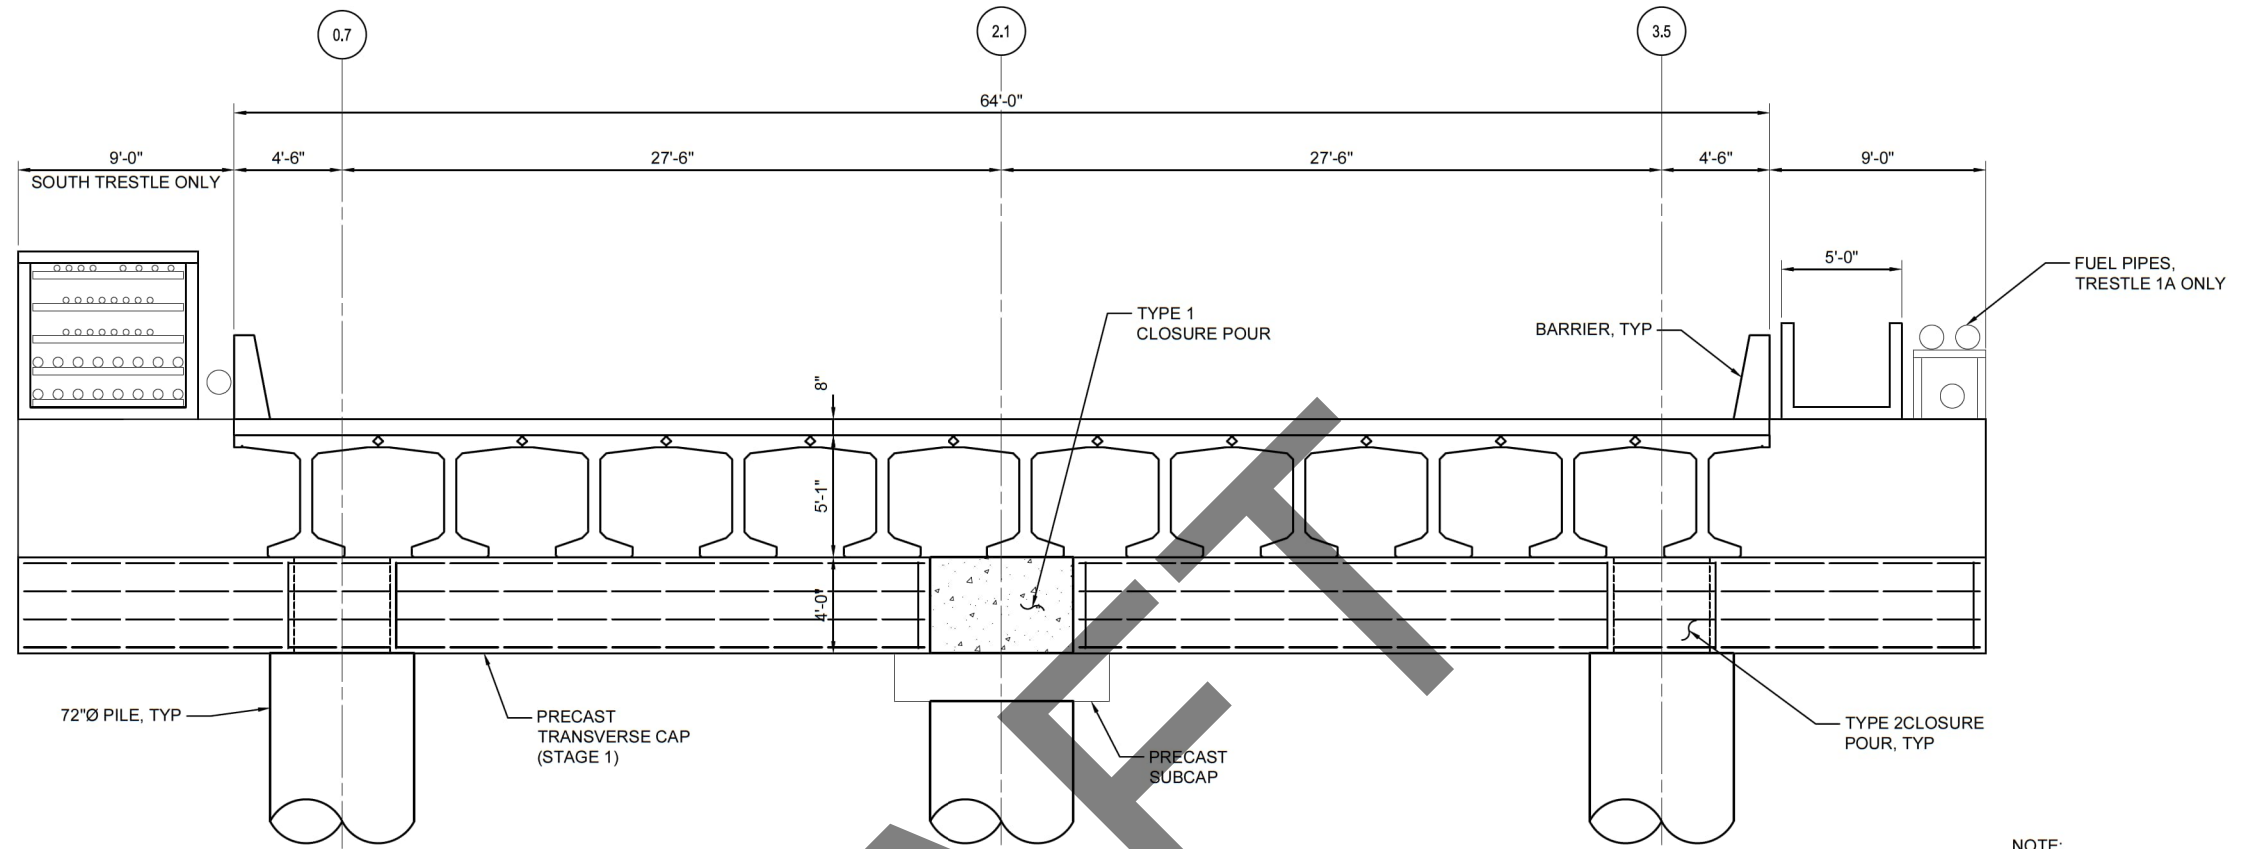 0.7
2.1
3.5
64'-0"
9'-0"
4'-6"
27'-6"
27'-6"
4'-6"
9'-0"
SOUTH TRESTLE ONLY
5'-0"
FUEL PIPES,
TRESTLE 1A ONLY
TYPE 1
CLOSURE POUR
BARRIER, TYP
8"
5'-1"
4'-0"
72"Ø PILE, TYP
PRECAST
TRANSVERSE CAP
(STAGE 1)
PRECAST
SUBCAP
TYPE 2CLOSURE
POUR, TYP
NOTE: